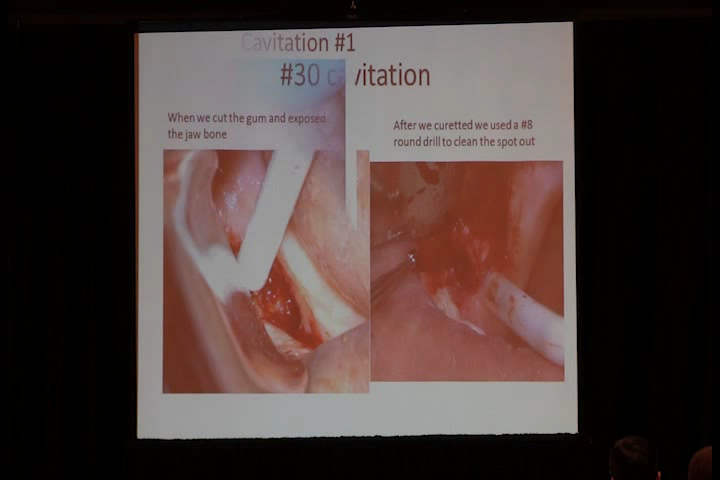 Cavitation #1
#30 cavitation
When we cut the gum and exposed
the jaw bone
After we curetted we used a #8
round drill to clean the spot out